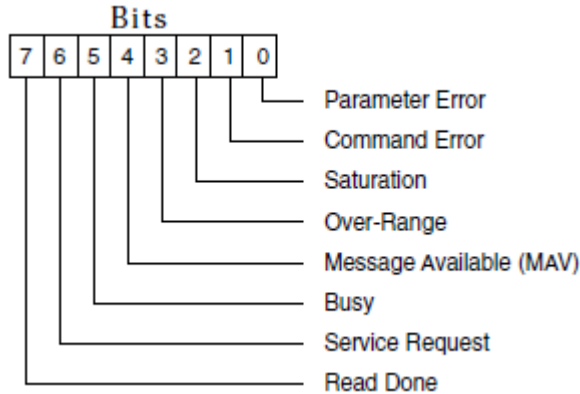 Bits
7 6 5 4 3 2 1 0
Parameter Error
Command Error
Saturation
Over-Range
Message Available (MAV)
Busy
Service Request
Read Done